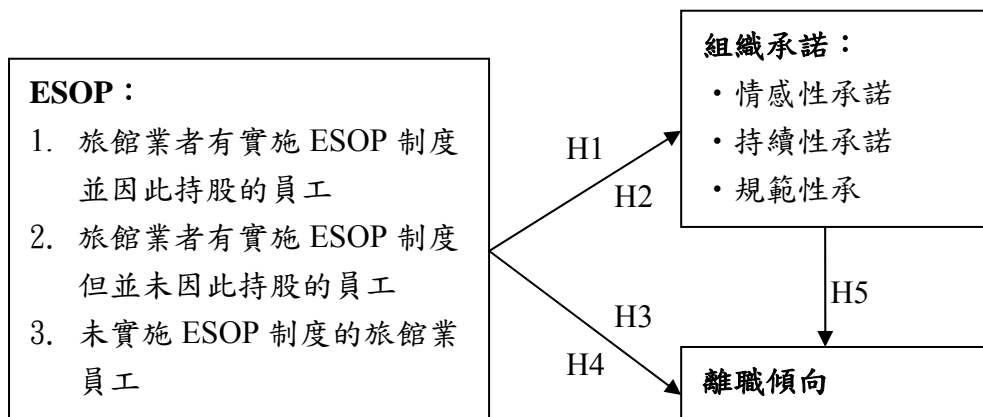 ESOP：
1. 旅館業者有實施 ESOP 制度
並因此持股的員工
2. 旅館業者有實施 ESOP 制度
但並未因此持股的員工
3. 未實施 ESOP 制度的旅館業
員工
H1
H2
H3
H4
組織承諾：
・情感性承諾
・持續性承諾
・規範性承
H5
離職傾向